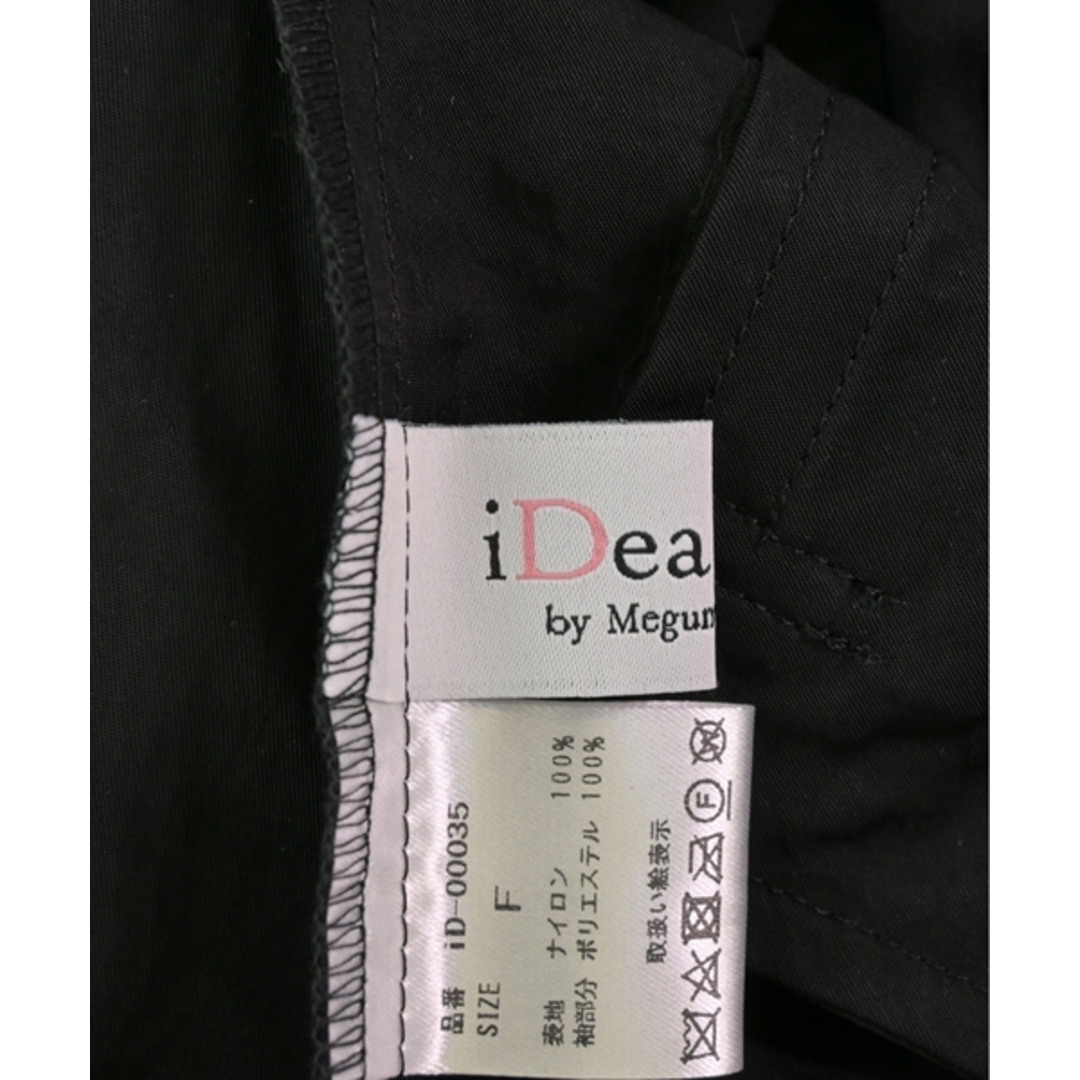 iDea
by Megum
品番 iD-00035
SIZE F
表地 ナイロン 100%
袖部分 ポリエステル 100%
取扱い絵表示
W
F